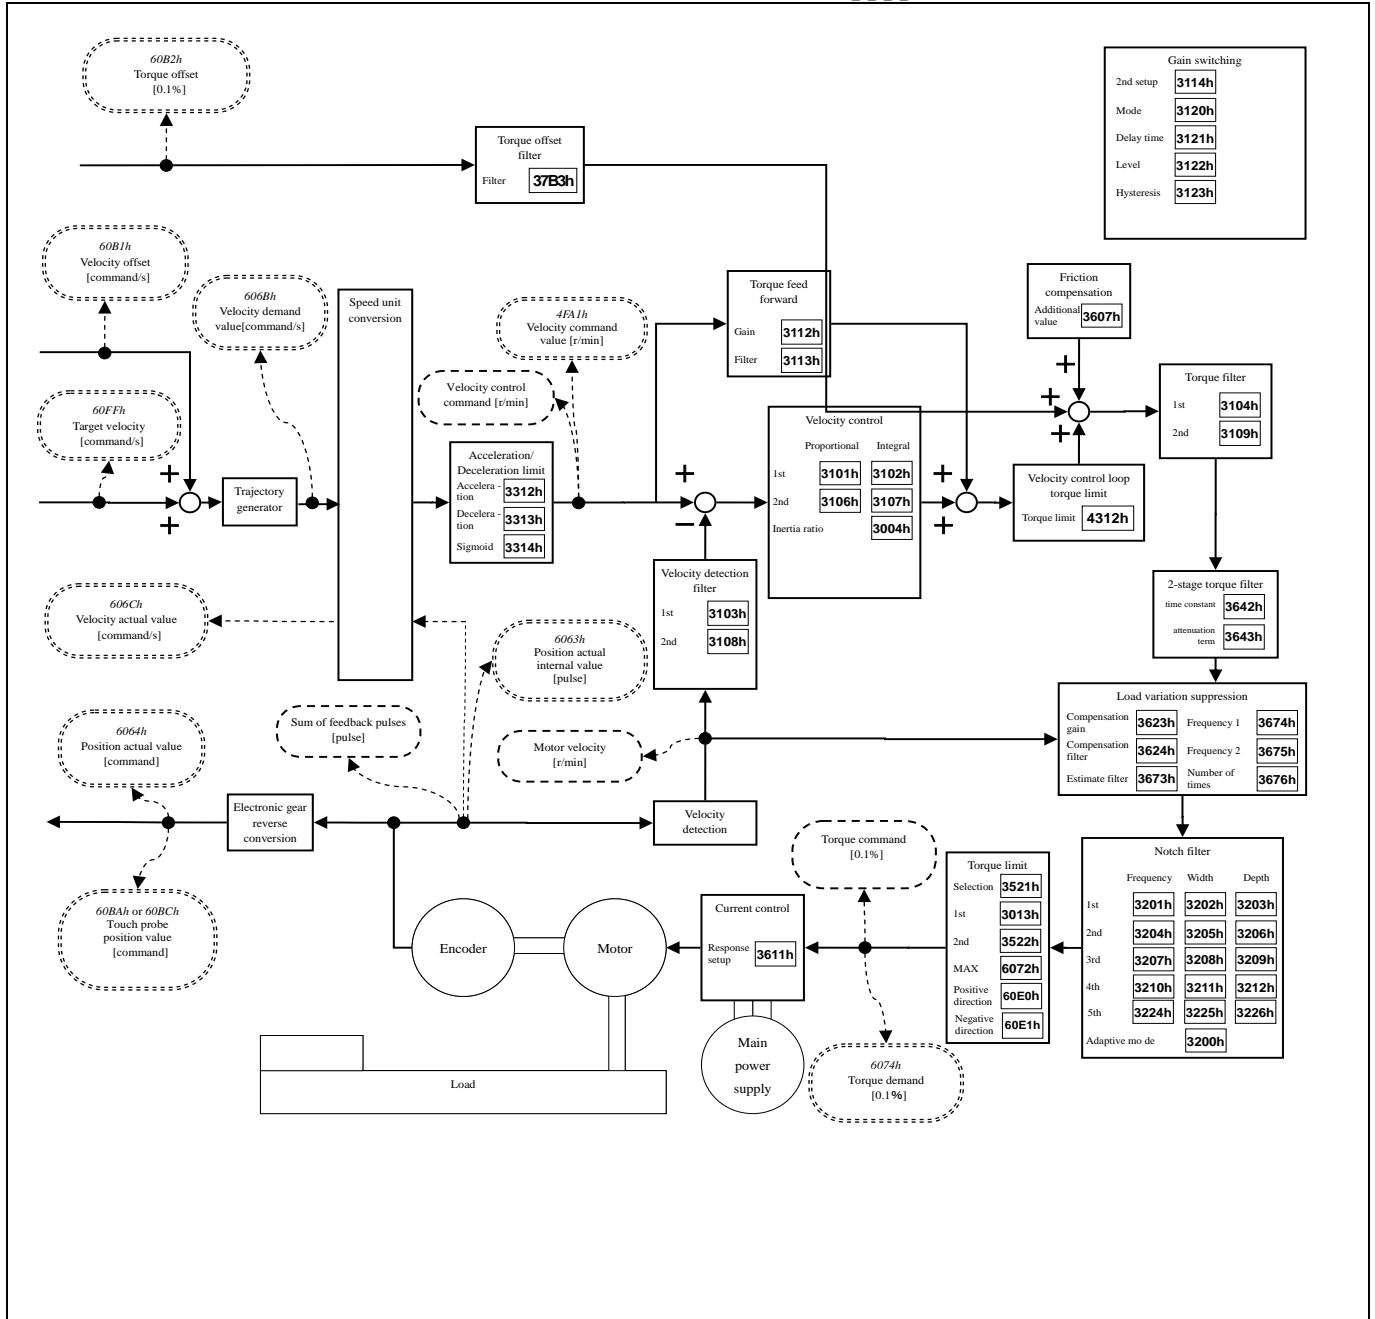 60B2h
Torque offset
[0.1%]
Torque offset
filter
Filter 37B3h
Gain switching
2nd setup 3114h
Mode 3120h
Delay time 3121h
Level 3122h
Hysteresis 3123h
60B1h
Velocity offset
[command/s]
606Bh
Velocity demand
value[command/s]
Speed unit
conversion
4FA1h
Velocity command
value [r/min]
Velocity control
command [r/min]
Torque feed
forward
Gain 3112h
Filter 3113h
Friction
compensation
Additional
value 3607h
60FFh
Target velocity
[command/s]
+
+
Trajectory
generator
Acceleration/
Deceleration limit
Accelera -
tion 3312h
Decelera -
tion 3313h
Sigmoid 3314h
+
−
Velocity control
Proportional Integral
1st 3101h 3102h
2nd 3106h 3107h
Inertia ratio 3004h
+
+
+
+
+
Velocity control loop
torque limit
Torque limit 4312h
Torque filter
1st 3104h
2nd 3109h
606Ch
Velocity actual value
[command/s]
6063h
Position actual
internal value
[pulse]
Velocity detection
filter
1st 3103h
2nd 3108h
2-stage torque filter
time constant 3642h
attenuation
term 3643h
6064h
Position actual value
[command]
Sum of feedback pulses
[pulse]
Motor velocity
[r/min]
Load variation suppression
Compensation
gain 3623h Frequency 1 3674h
Compensation
filter 3624h Frequency 2 3675h
Estimate filter 3673h Number of
times 3676h
Electronic gear
reverse
conversion
Velocity
detection
60BAh or 60BCh
Touch probe
position value
[command]
Encoder
Motor
Load
Current control
Response
setup 3611h
Main
power
supply
Torque command
[0.1%]
6074h
Torque demand
[0.1%]
Torque limit
Selection 3521h
1st 3013h
2nd 3522h
MAX 6072h
Positive
direction 60E0h
Negative
direction 60E1h
Notch filter
Frequency Width Depth
1st 3201h 3202h 3203h
2nd 3204h 3205h 3206h
3rd 3207h 3208h 3209h
4th 3210h 3211h 3212h
5th 3224h 3225h 3226h
Adaptive mo de 3200h